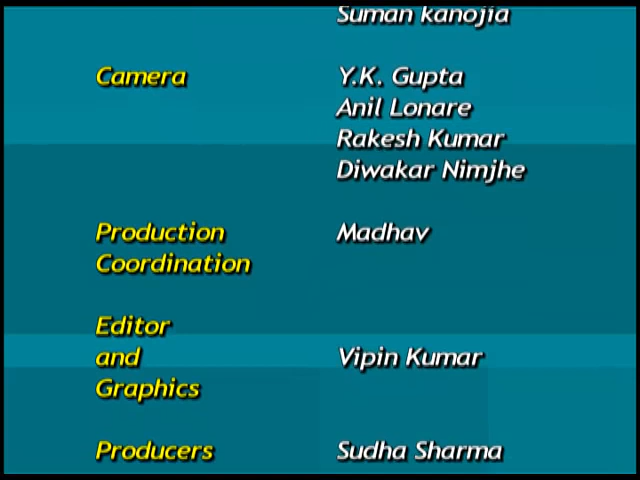 Suman kanojia
Camera Y.K. Gupta
Anil Lonare
Rakesh Kumar
Diwakar Nimjhe
Production Madhav
Coordination
Editor
and Vipin Kumar
Graphics
Producers Sudha Sharma